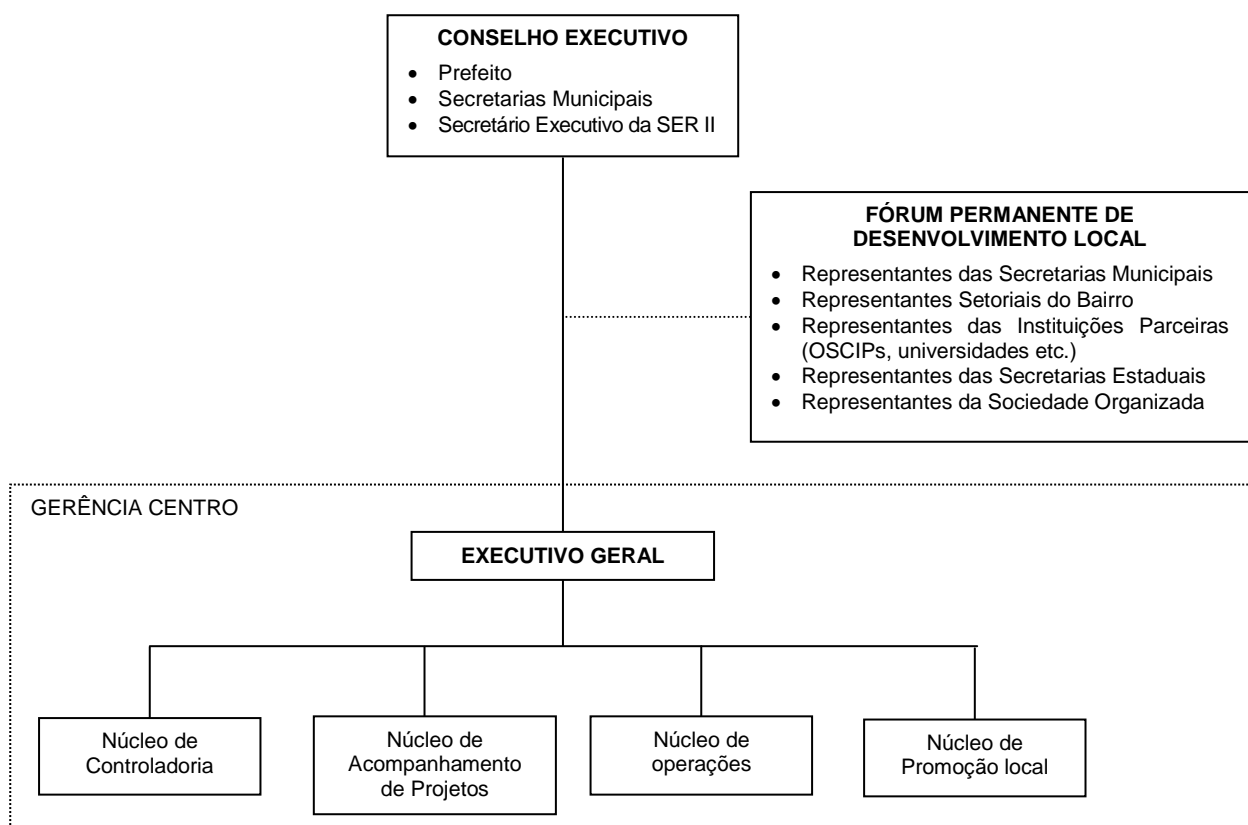 CONSELHO EXECUTIVO
• Prefeito
• Secretarias Municipais
• Secretário Executivo da SER II
FÓRUM PERMANENTE DE
DESENVOLVIMENTO LOCAL
• Representantes das Secretarias Municipais
• Representantes Setoriais do Bairro
• Representantes das Instituições Parceiras
(OSCIPs, universidades etc.)
• Representantes das Secretarias Estaduais
• Representantes da Sociedade Organizada
GERÊNCIA CENTRO
EXECUTIVO GERAL
Núcleo de
Controladoria
Núcleo de
Acompanhamento
de Projetos
Núcleo de
operações
Núcleo de
Promoção local